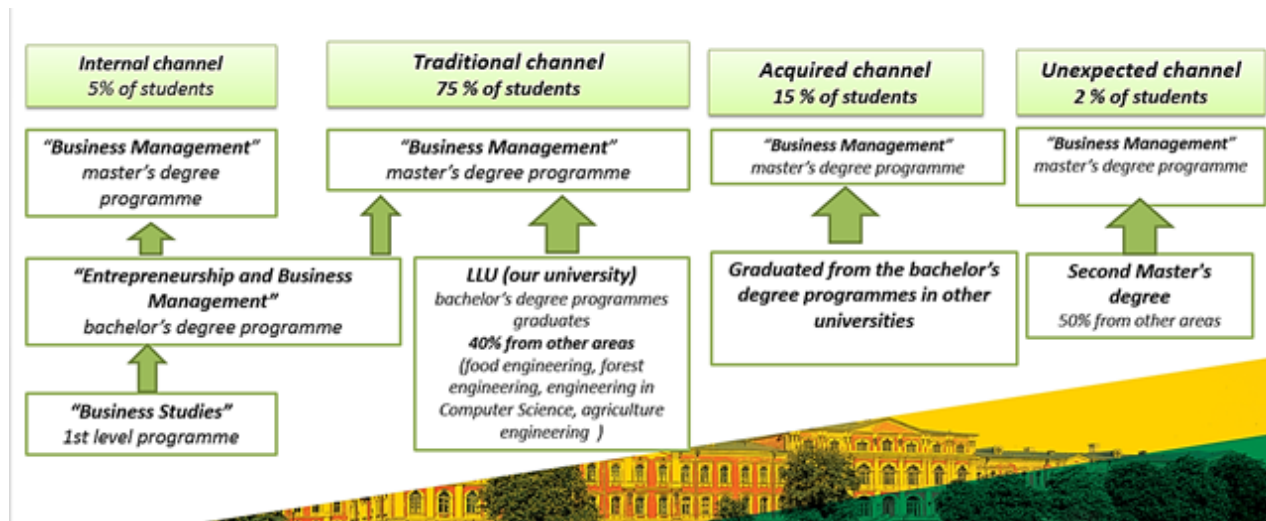 Internal channel
5% of students
“Business Management”
master’s degree
programme
“Entrepreneurship and Business
Management”
bachelor’s degree programme
“Business Studies”
1st level programme
Traditional channel
75 % of students
“Business Management”
master’s degree programme
LLU (our university)
bachelor’s degree programmes
graduates
40% from other areas
(food engineering, forest
engineering, engineering in
Computer Science, agriculture
engineering )
Acquired channel
15 % of students
“Business Management”
master’s degree programme
Graduated from the bachelor’s
degree programmes in other
universities
Unexpected channel
2 % of students
“Business Management”
master’s degree programme
Second Master's
degree
50% from other areas